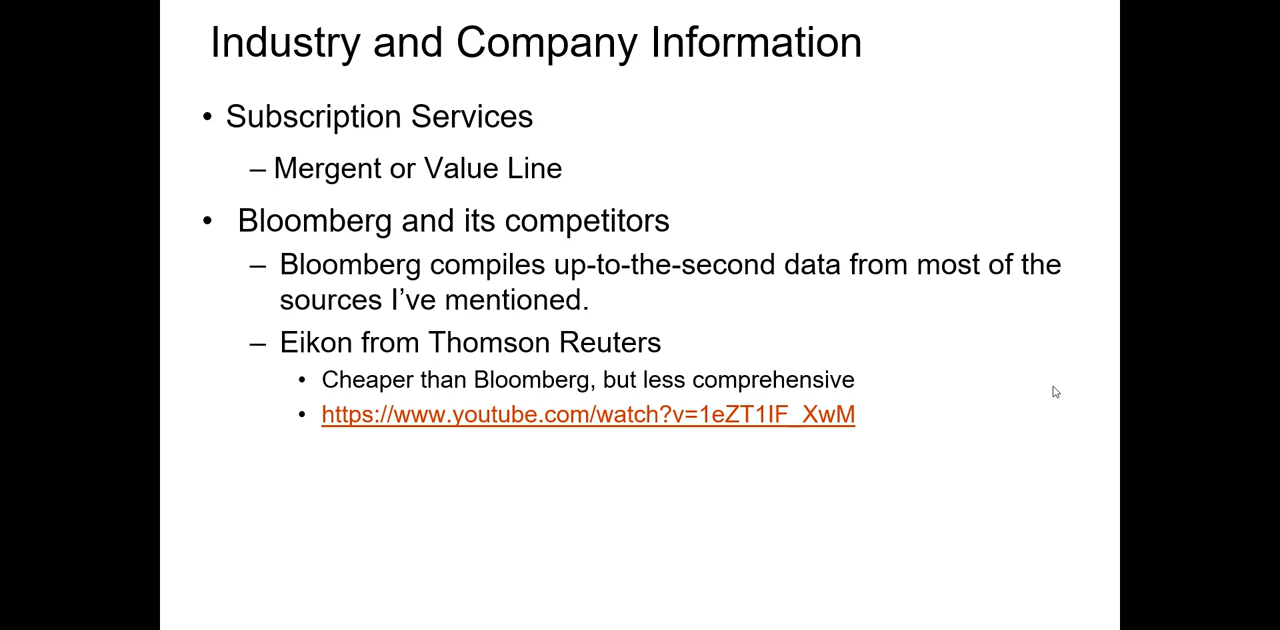 Industry and Company Information
• Subscription Services
– Mergent or Value Line
• Bloomberg and its competitors
– Bloomberg compiles up-to-the-second data from most of the
sources I’ve mentioned.
– Eikon from Thomson Reuters
• Cheaper than Bloomberg, but less comprehensive
• https://www.youtube.com/watch?v=1eZT1IF_XwM